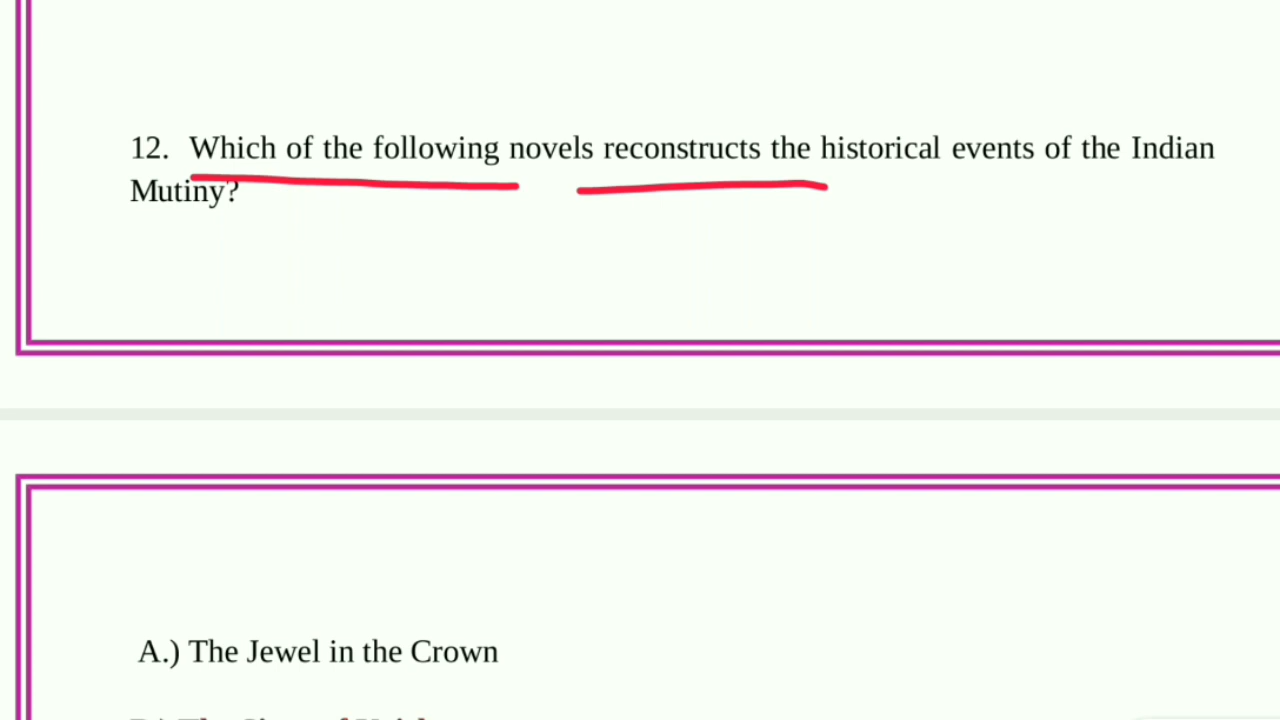 12. Which of the following novels reconstructs the historical events of the Indian
Mutiny?
A.) The Jewel in the Crown